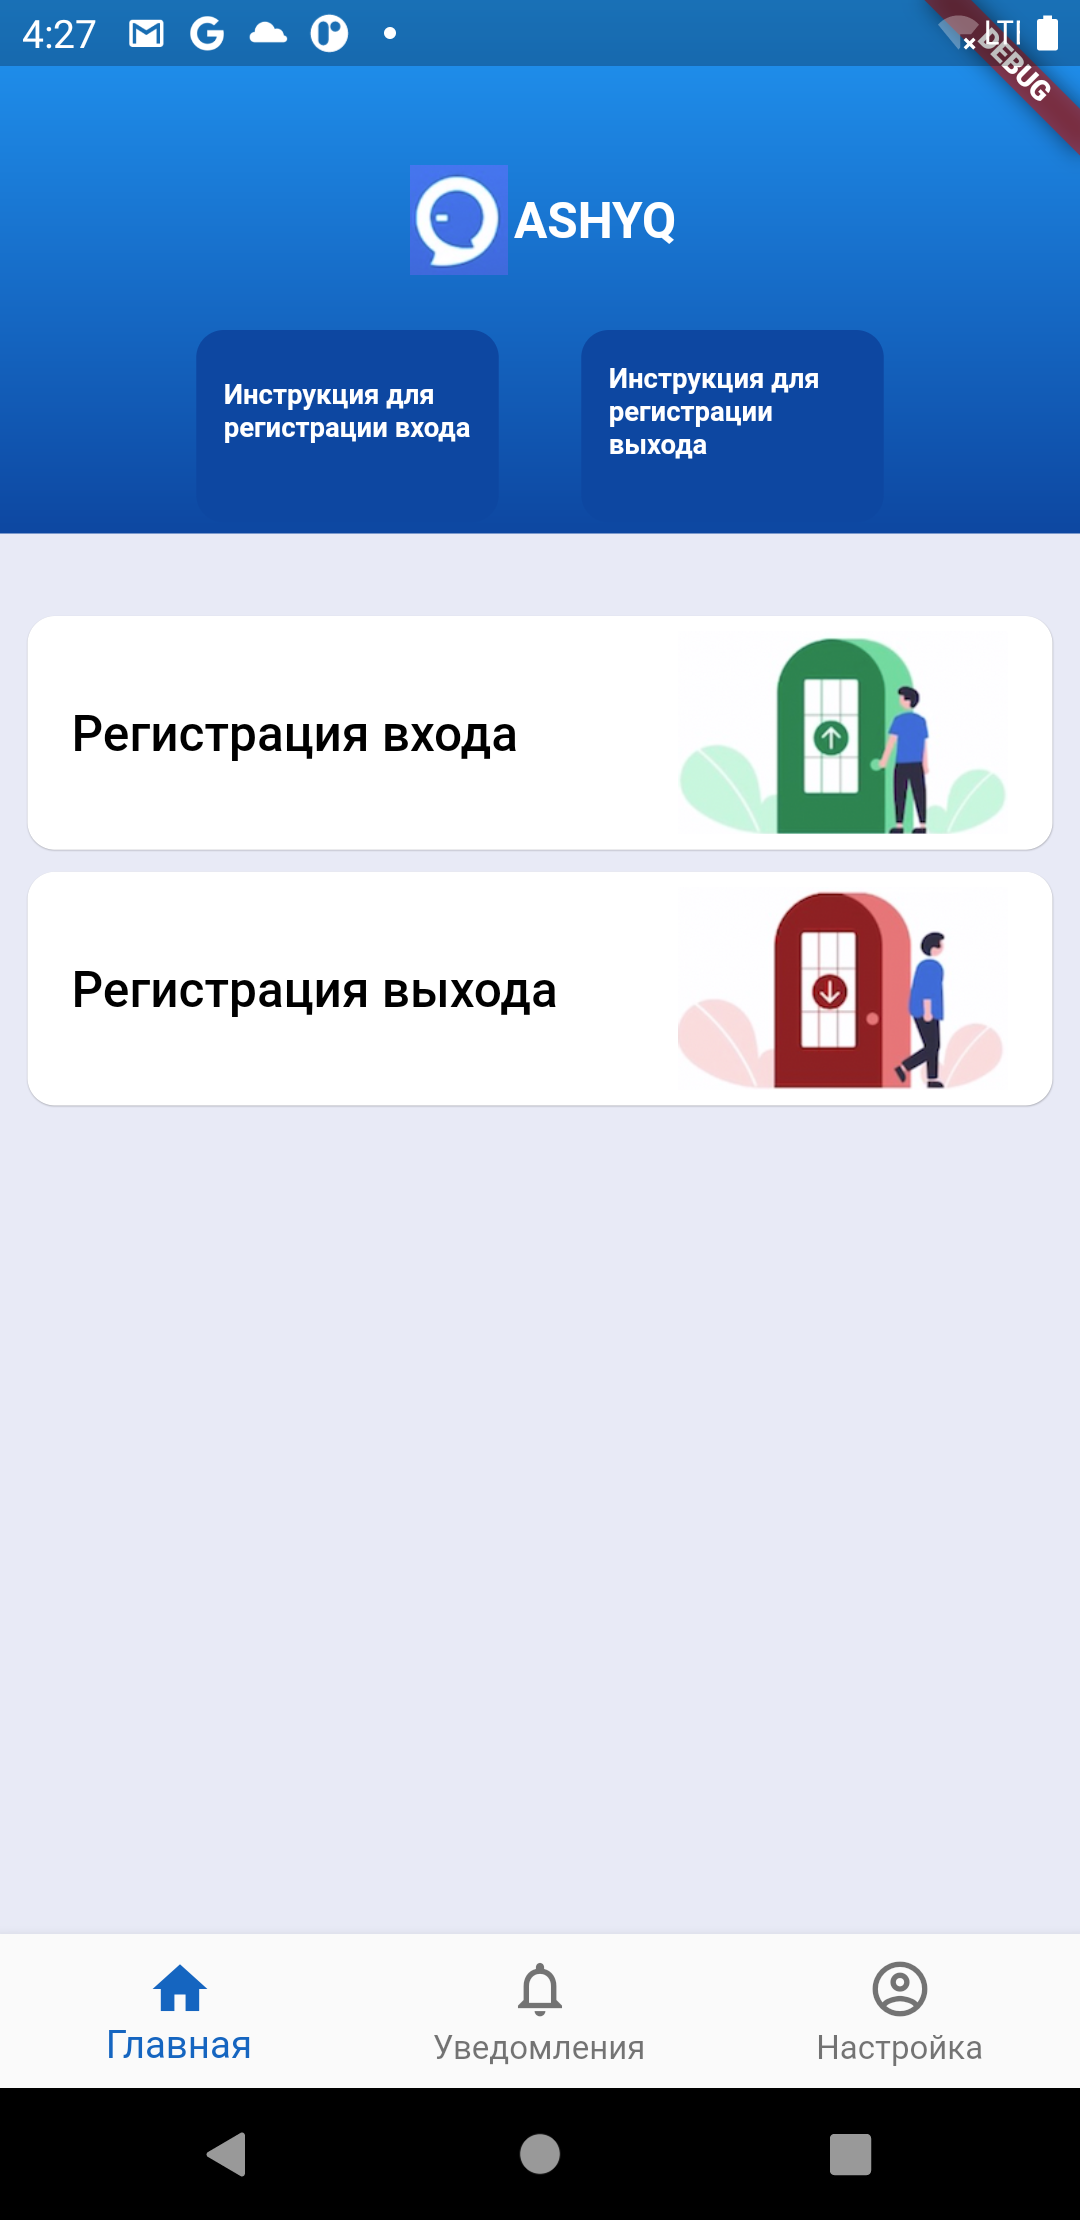 4:27
LTI
DEBUG
ASHYQ
Инструкция для
регистрации входа
Инструкция для
регистрации
выхода
Регистрация входа
Регистрация выхода
Главная
Уведомления
Настройка